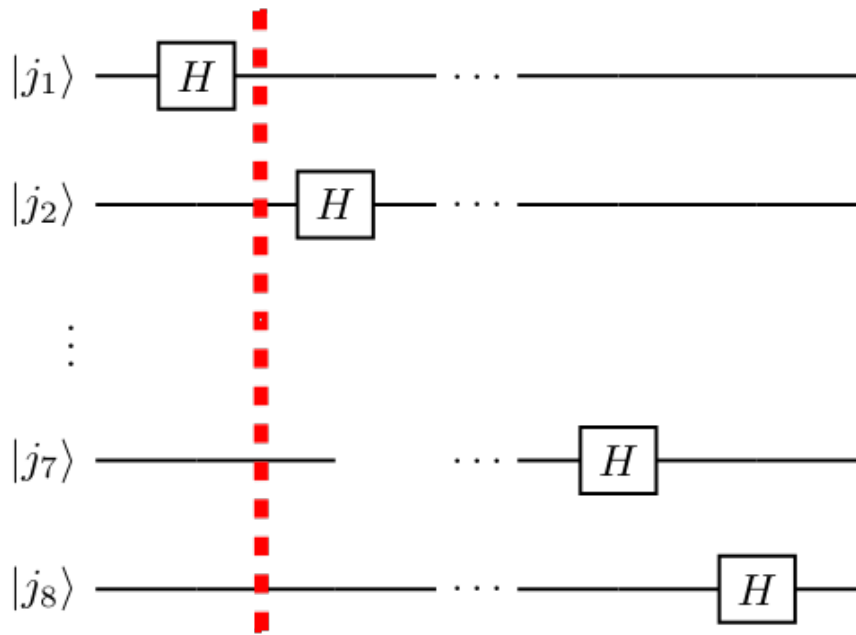 |j₁⟩ H ⋯
|j₂⟩ H ⋯
⋮
|j₇⟩ ⋯ H
|j₈⟩ ⋯ H